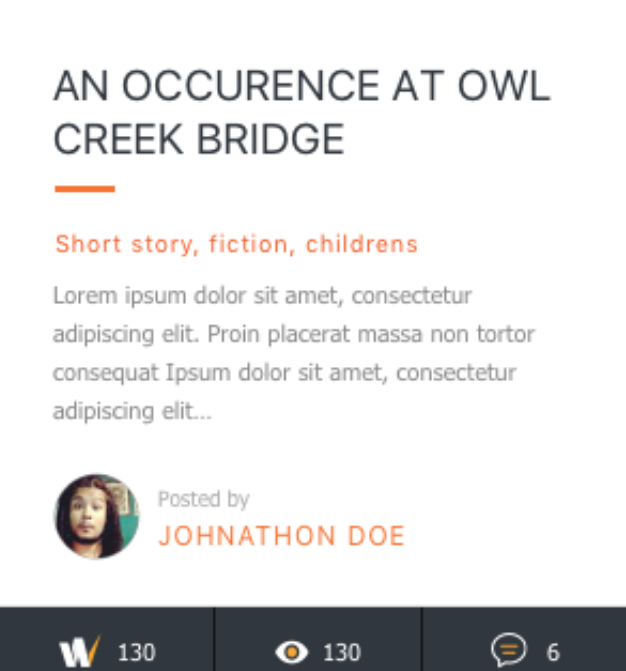 AN OCCURENCE AT OWL
CREEK BRIDGE
Short story, fiction, childrens
Lorem ipsum dolor sit amet, consectetur
adipiscing elit. Proin placerat massa non tortor
consequat Ipsum dolor sit amet, consectetur
adipiscing elit...
Posted by
JOHNATHON DOE
W 130 130 6